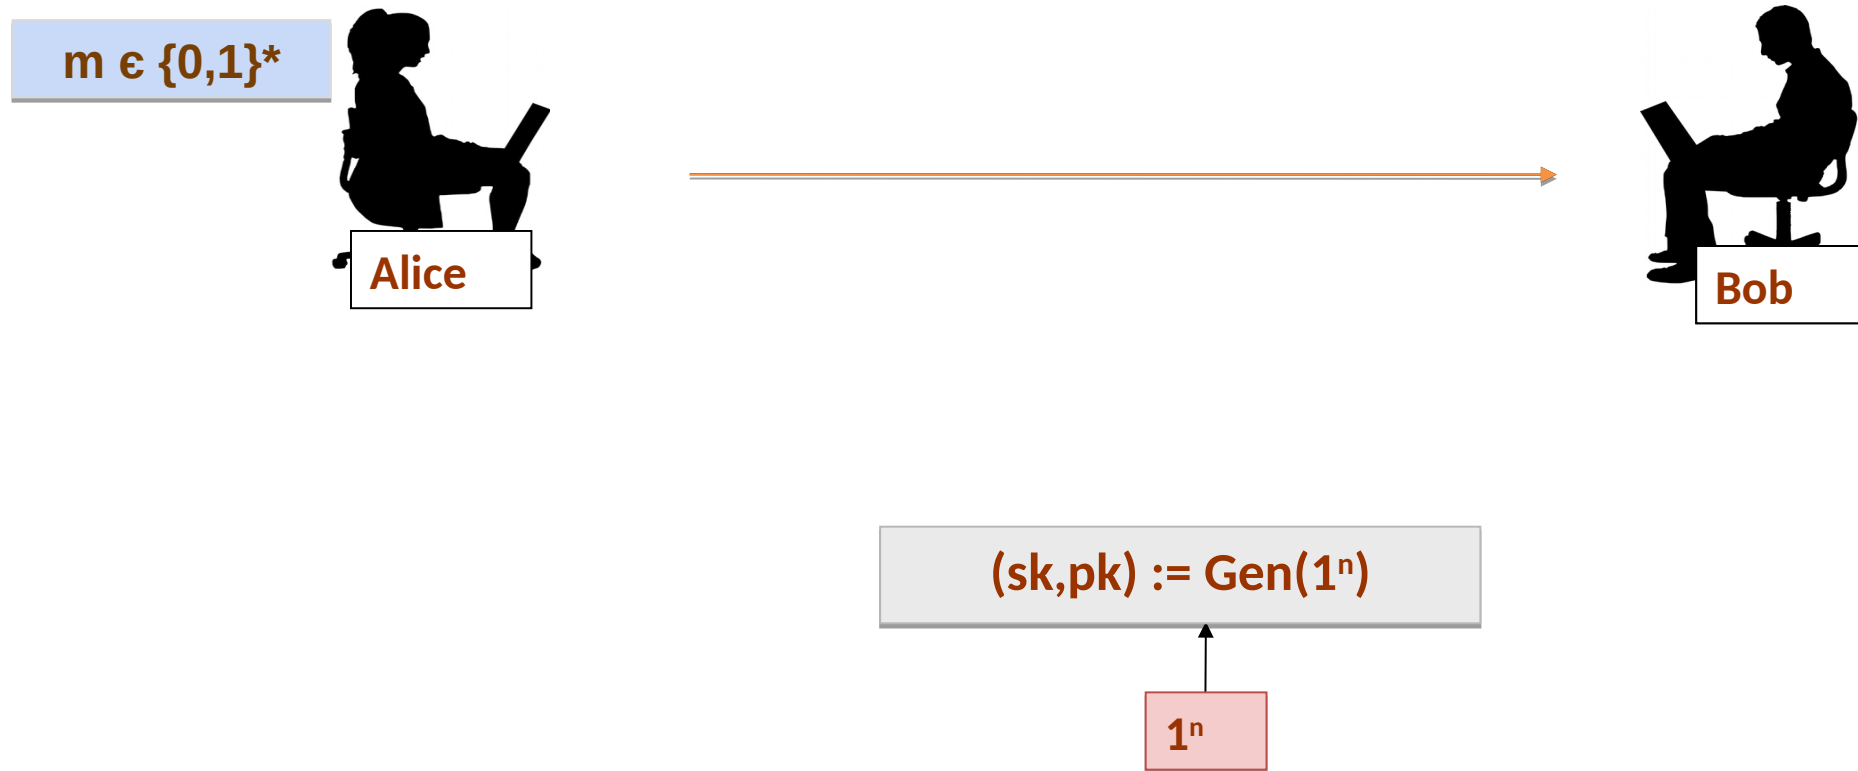 m є {0,1}*
Alice
Bob
(sk,pk) := Gen(1ⁿ)
1ⁿ